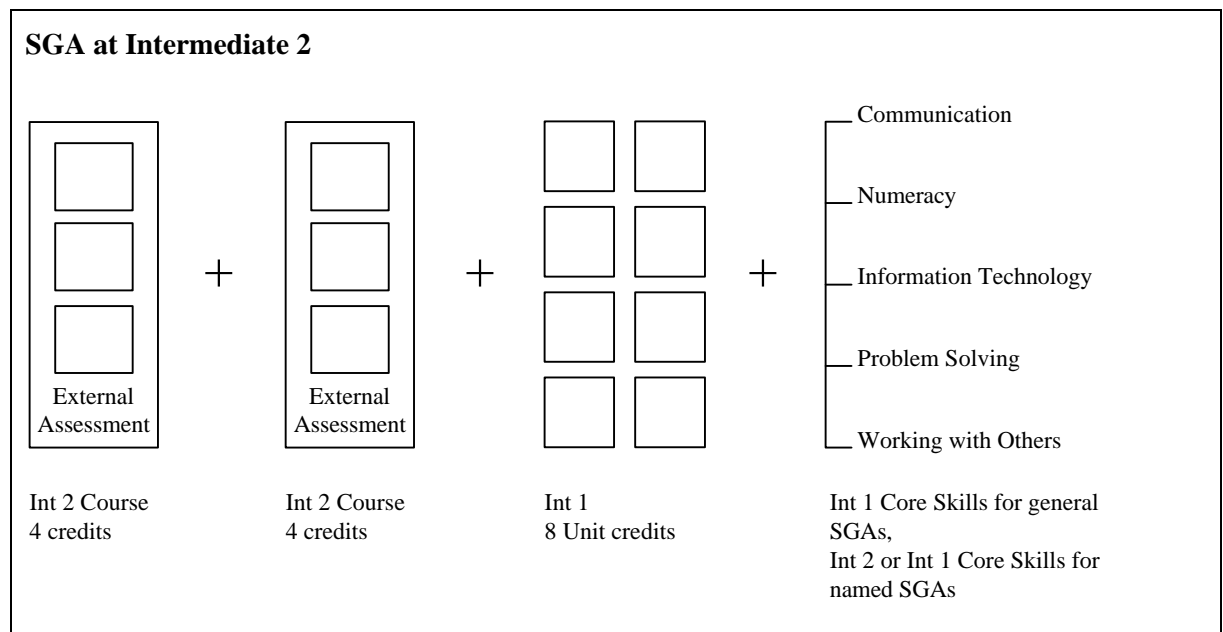 SGA at Intermediate 2
External
Assessment
Int 2 Course
4 credits
+
External
Assessment
Int 2 Course
4 credits
+
Int 1
8 Unit credits
+
Communication
Numeracy
Information Technology
Problem Solving
Working with Others
Int 1 Core Skills for general
SGAs,
Int 2 or Int 1 Core Skills for
named SGAs